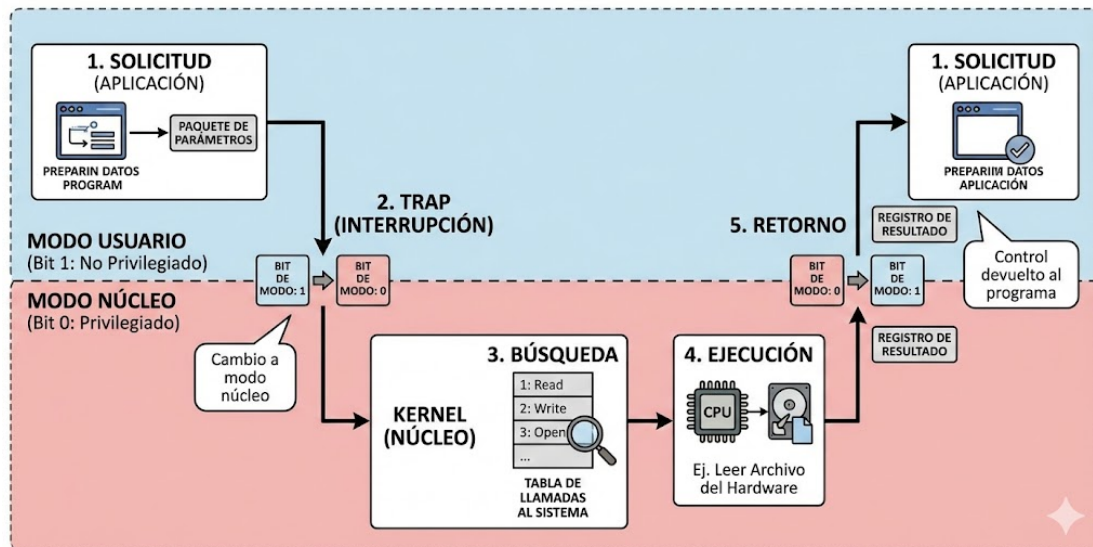 1. SOLICITUD
(APLICACIÓN)
PAQUETE DE
PARÁMETROS
PREPARIN DATOS
PROGRAM
2. TRAP
(INTERRUPCIÓN)
MODO USUARIO
(Bit 1: No Privilegiado)
BIT
DE
MODO: 1
BIT
DE
MODO: 0
MODO NÚCLEO
(Bit 0: Privilegiado)
Cambio a
modo
núcleo
KERNEL
(NÚCLEO)
3. BÚSQUEDA
1: Read
2: Write
3: Open
...
TABLA DE
LLAMADAS
AL SISTEMA
4. EJECUCIÓN
CPU
Ej. Leer Archivo
del Hardware
5. RETORNO
BIT
DE
MODO: 0
BIT
DE
MODO: 1
REGISTRO DE
RESULTADO
REGISTRO DE
RESULTADO
1. SOLICITUD
(APLICACIÓN)
DATOS
APLICACIÓN
Control
devuelto al
programa